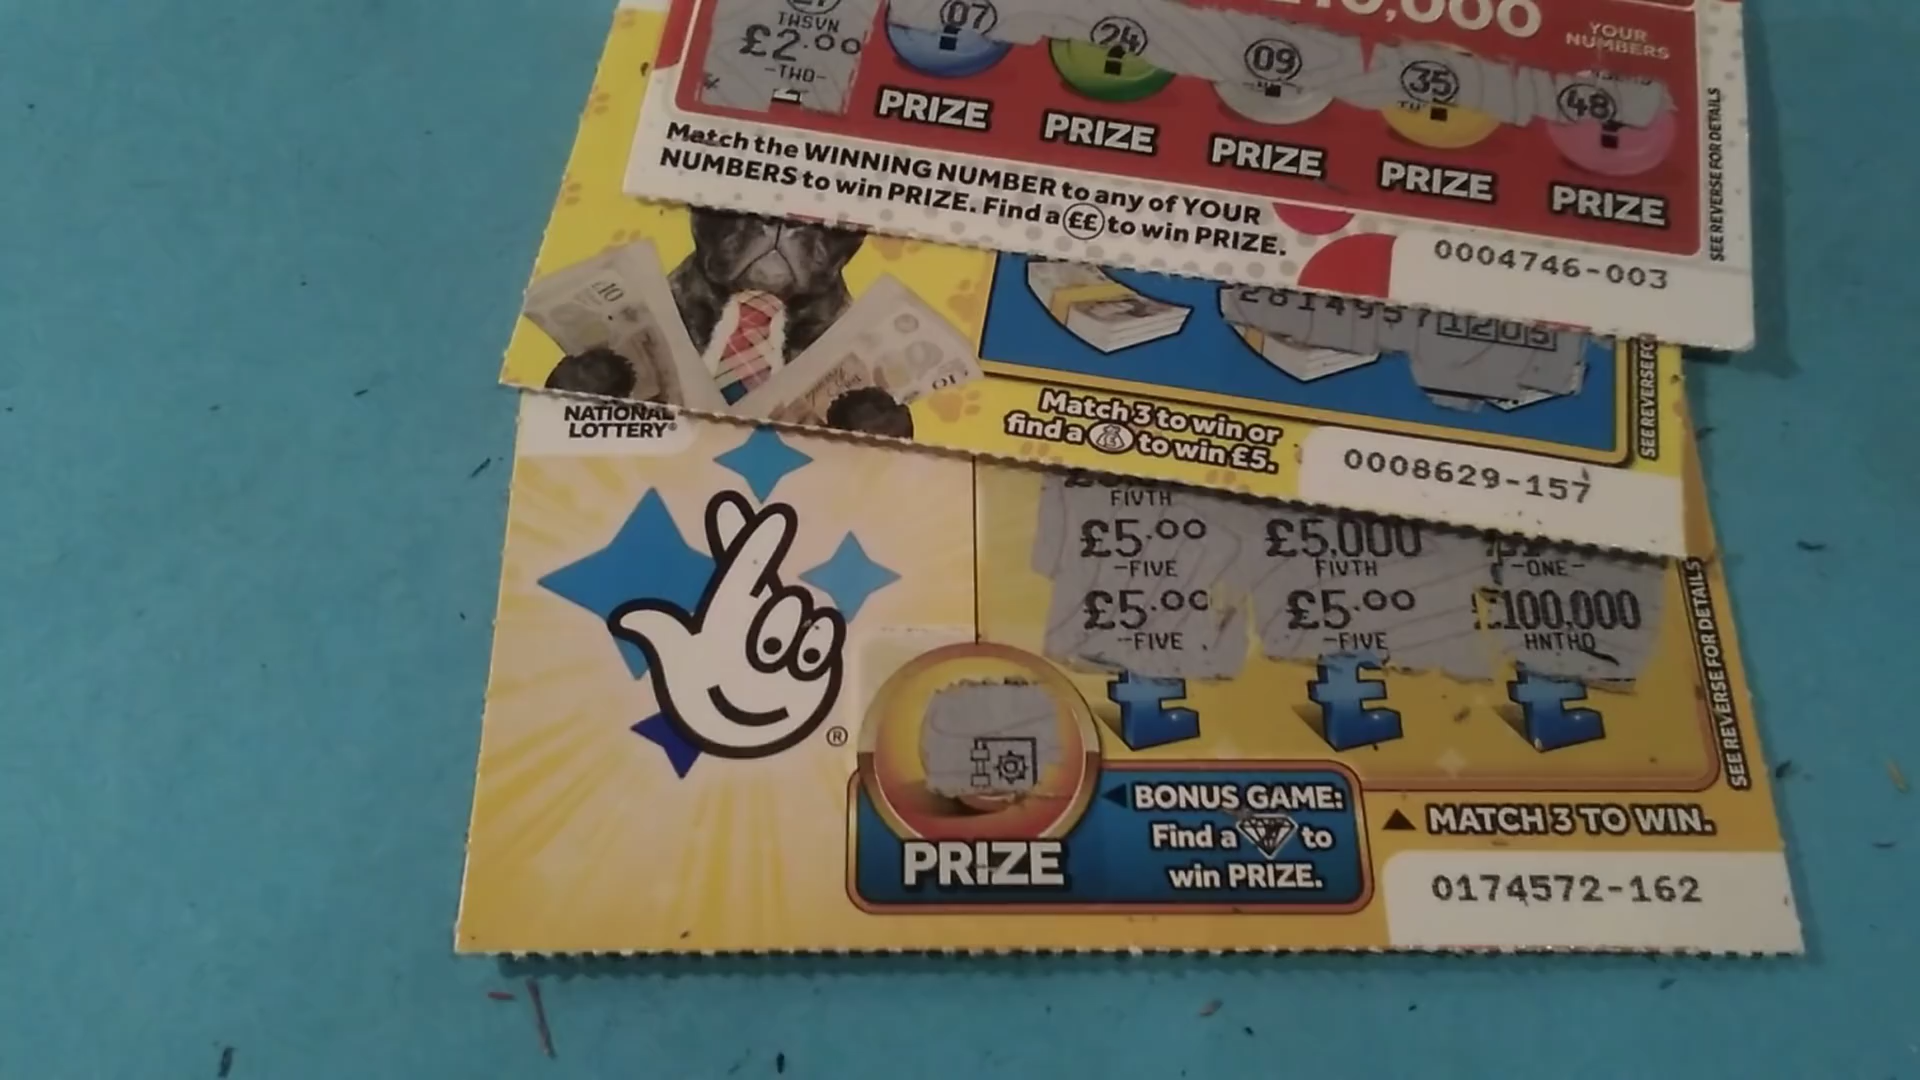 THSVN
£2.00
-TWO-
07
24
09
35
48
YOUR
NUMBERS
PRIZE
PRIZE
PRIZE
PRIZE
PRIZE
Match the WINNING NUMBER to any of YOUR
NUMBERS to win PRIZE. Find a ££ to win PRIZE.
0004746-003
SEE REVERSE FOR DETAILS
£10
Match 3 to win or
find a £ to win £5.
0008629-157
NATIONAL
LOTTERY®
FIVTH
£5.00
£5,000
-FIVE
FIVTH
-ONE-
£5.00
£5.00
£100,000
-FIVE
-FIVE
HNTHO
£ £ £
®
BONUS GAME:
Find a to
win PRIZE.
PRIZE
MATCH 3 TO WIN.
0174572-162
SEE REVERSE FOR DETAILS